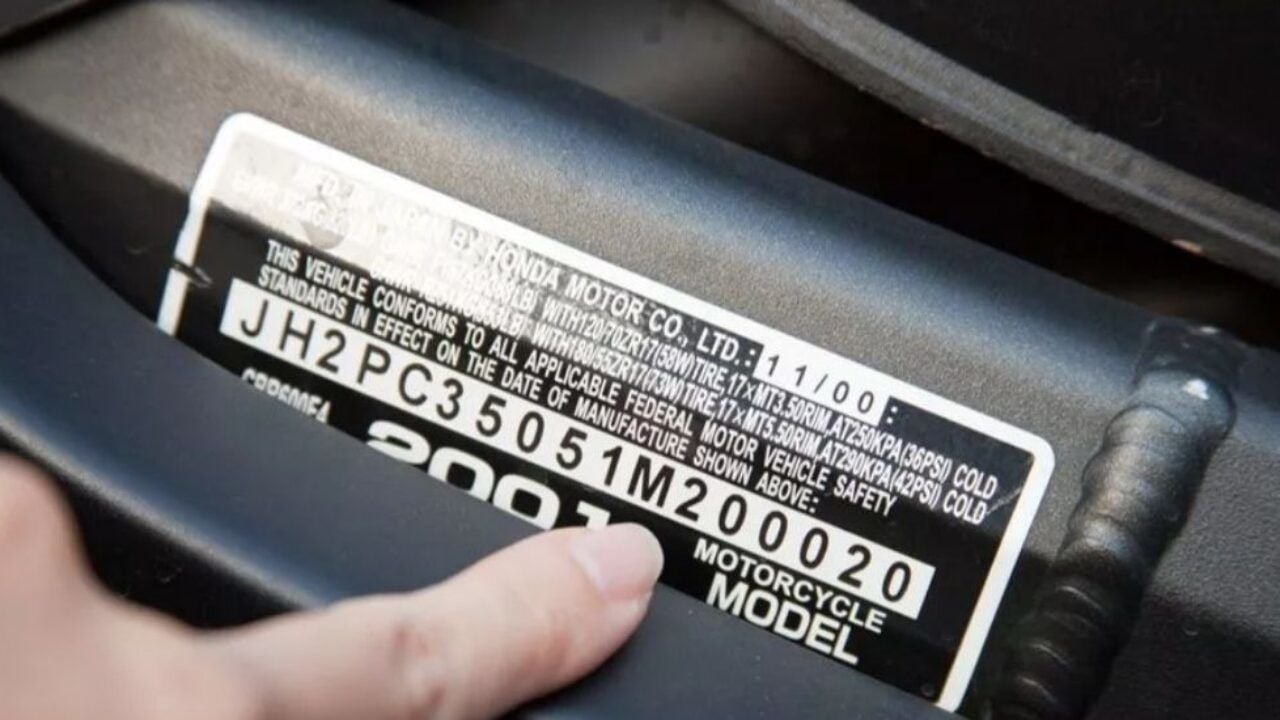 BY HONDA MOTOR CO., LTD.: 11/00:
WITH120/70ZR17(58W)TIRE,17×MT3.50RIM,AT250KPA(36PSI) COLD
WITH180/55ZR17(73W)TIRE,17×MT5.50RIM,AT290KPA(42PSI) COLD
THIS VEHICLE CONFORMS TO ALL APPLICABLE FEDERAL MOTOR VEHICLE SAFETY
STANDARDS IN EFFECT ON THE DATE OF MANUFACTURE SHOWN ABOVE:
JH2PC35051M200020
MOTORCYCLE
2001 MODEL